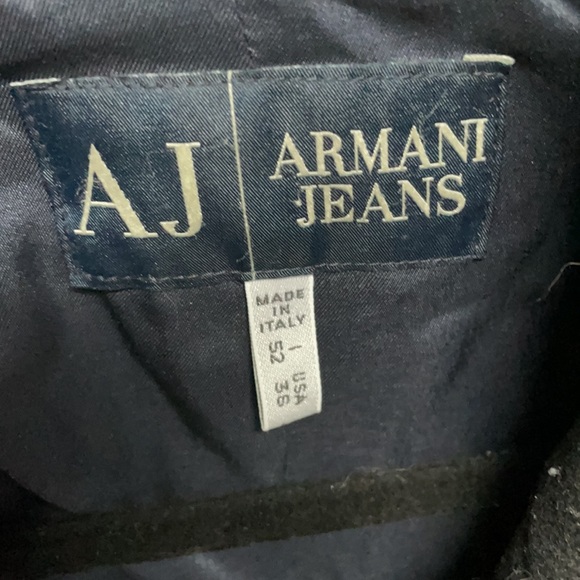 AJ
ARMANI
JEANS
MADE
IN
ITALY
I 52
USA 36